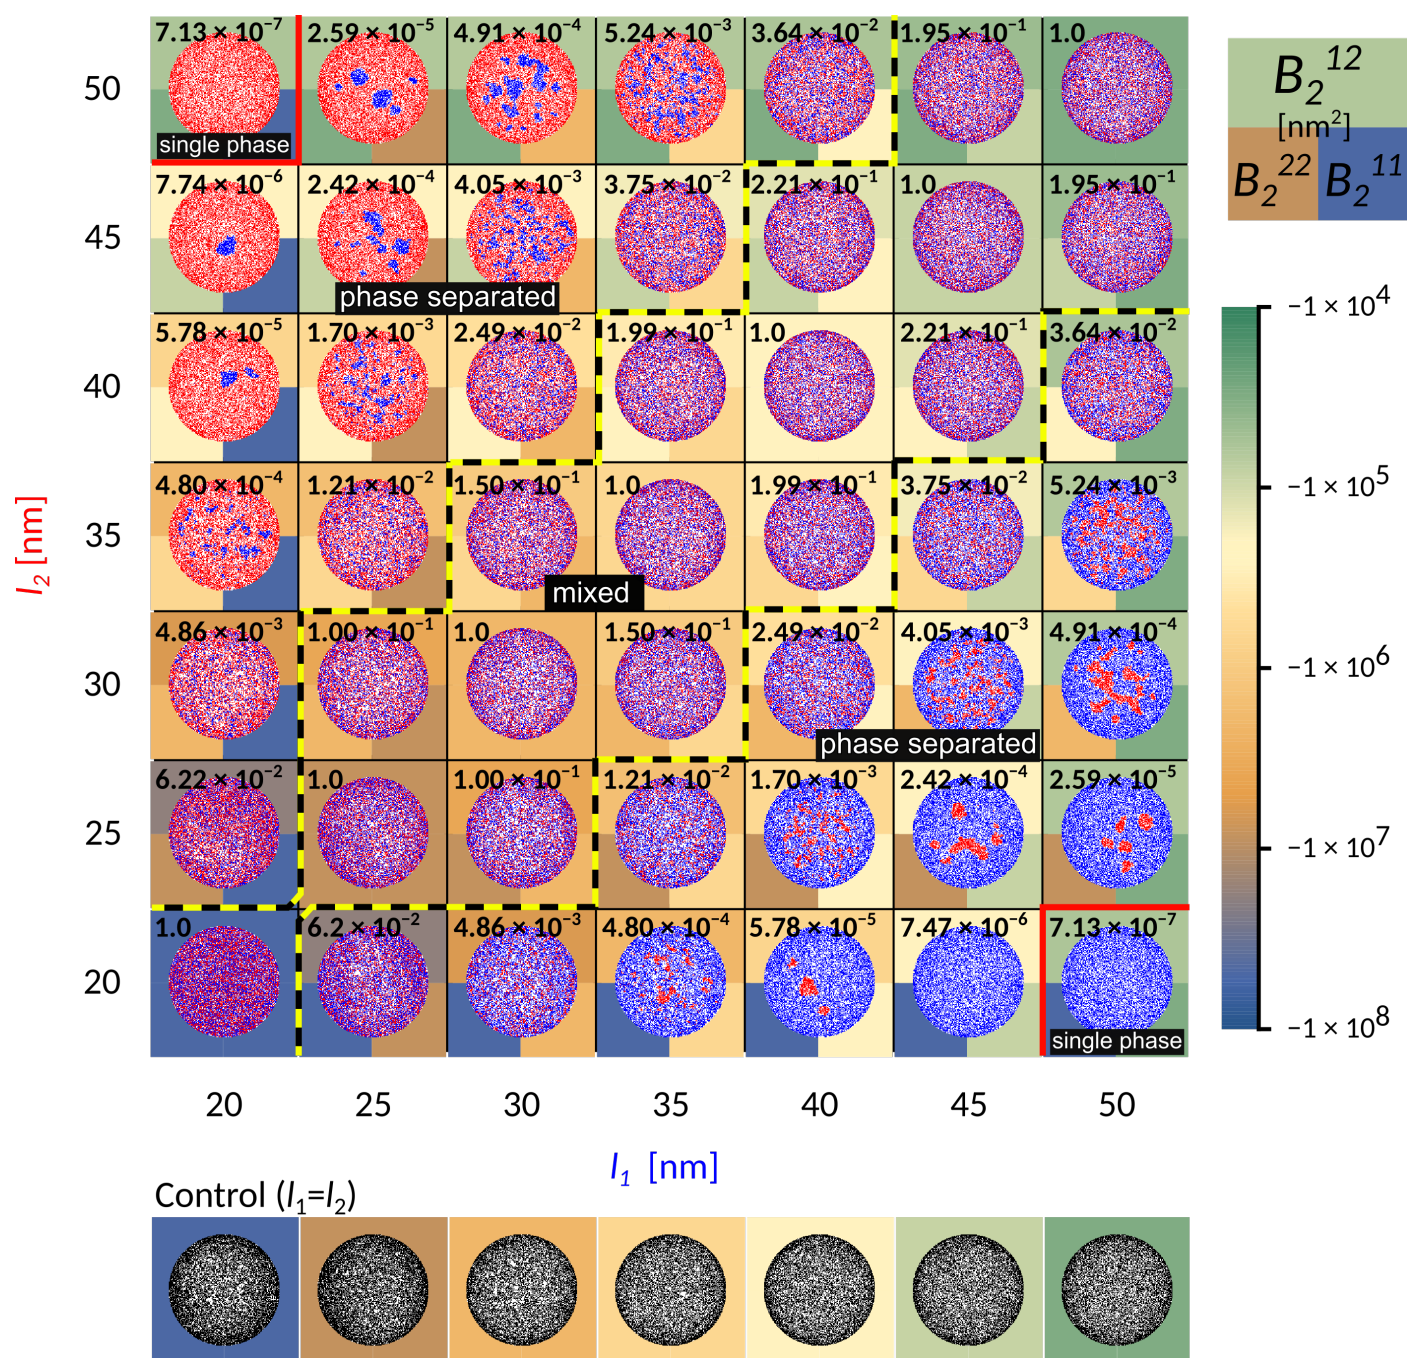 7.13 × 10⁻⁷ 2.59 × 10⁻⁵ 4.91 × 10⁻⁴ 5.24 × 10⁻³ 3.64 × 10⁻² 1.95 × 10⁻¹ 1.0
50
single phase
7.74 × 10⁻⁶ 2.42 × 10⁻⁴ 4.05 × 10⁻³ 3.75 × 10⁻² 2.21 × 10⁻¹ 1.0 1.95 × 10⁻¹
45
phase separated
5.78 × 10⁻⁵ 1.70 × 10⁻³ 2.49 × 10⁻² 1.99 × 10⁻¹ 1.0 2.21 × 10⁻¹ 3.64 × 10⁻²
40
4.80 × 10⁻⁴ 1.21 × 10⁻² 1.50 × 10⁻¹ 1.0 1.99 × 10⁻¹ 3.75 × 10⁻² 5.24 × 10⁻³
35
mixed
4.86 × 10⁻³ 1.00 × 10⁻¹ 1.0 1.50 × 10⁻¹ 2.49 × 10⁻² 4.05 × 10⁻³ 4.91 × 10⁻⁴
30
phase separated
6.22 × 10⁻² 1.0 1.00 × 10⁻¹ 1.21 × 10⁻² 1.70 × 10⁻³ 2.42 × 10⁻⁴ 2.59 × 10⁻⁵
25
1.0 6.2 × 10⁻² 4.86 × 10⁻³ 4.80 × 10⁻⁴ 5.78 × 10⁻⁵ 7.47 × 10⁻⁶ 7.13 × 10⁻⁷
20
single phase
l₂ [nm]
20 25 30 35 40 45 50
l₁ [nm]
B₂¹²
[nm²]
B₂²² B₂¹¹
−1 × 10⁴
−1 × 10⁵
−1 × 10⁶
−1 × 10⁷
−1 × 10⁸
Control (l₁=l₂)